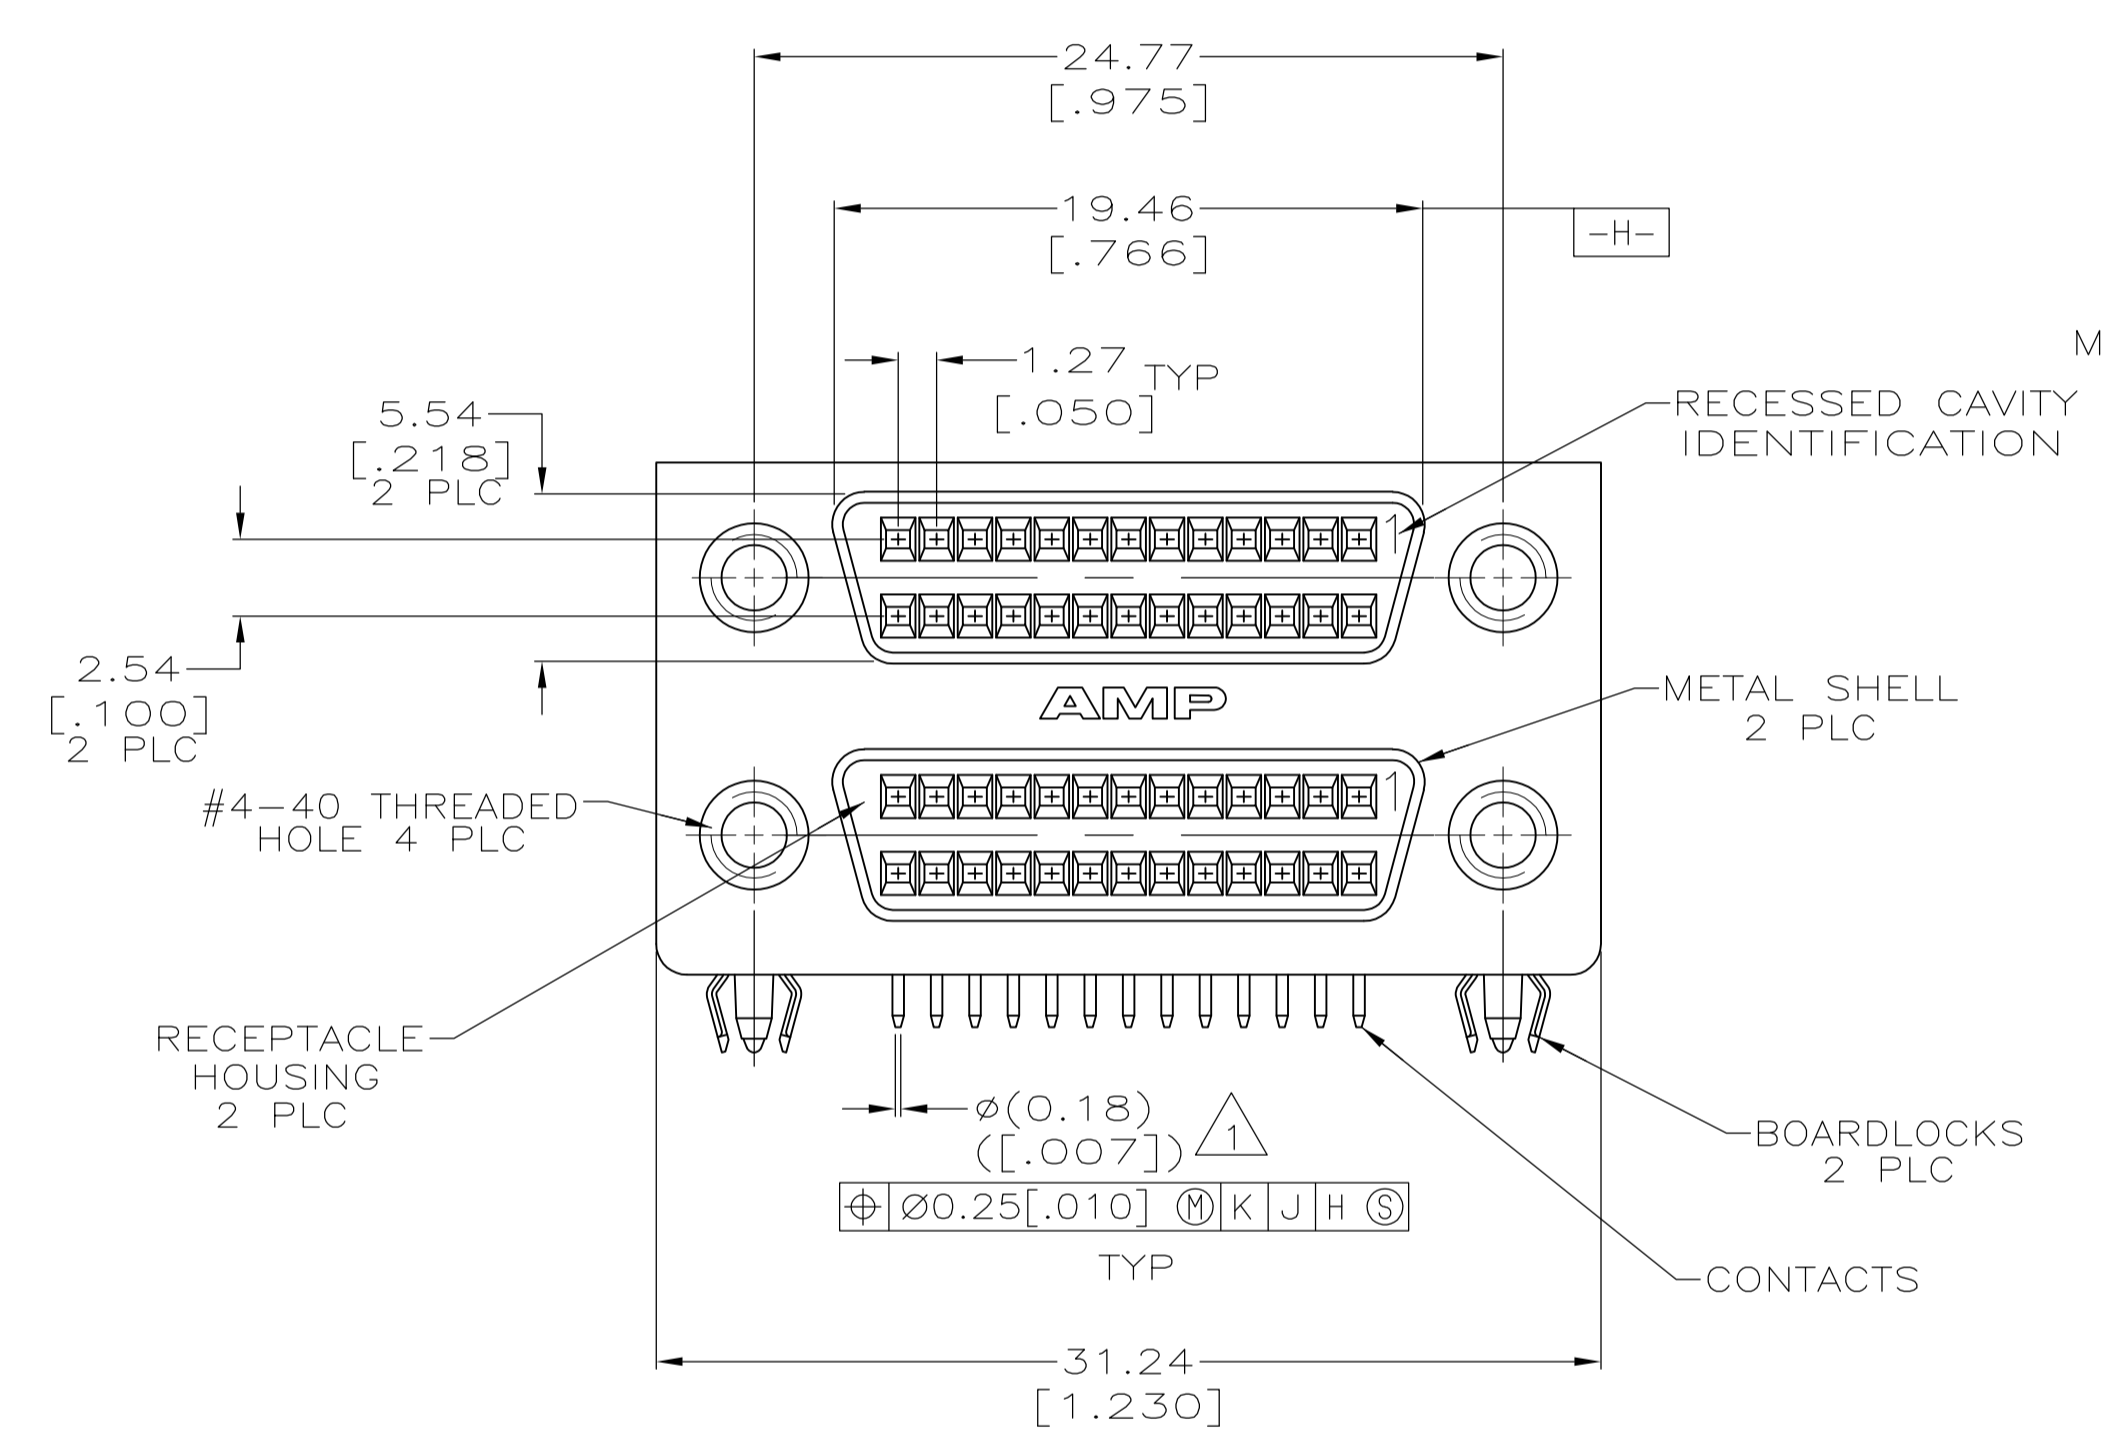 24.77
[.975]
19.46
[.766]
-H-
1.27 TYP
[.050]
M
RECESSED CAVITY
IDENTIFICATION
5.54
[.218]
2 PLC
1
2.54
[.100]
2 PLC
AMP
METAL SHELL
2 PLC
1
#4-40 THREADED
HOLE 4 PLC
RECEPTACLE
HOUSING
2 PLC
Ø(0.18)
([.007])
1
Ø0.25[.010] Ⓜ K J H Ⓢ
TYP
BOARDLOCKS
2 PLC
CONTACTS
31.24
[1.230]